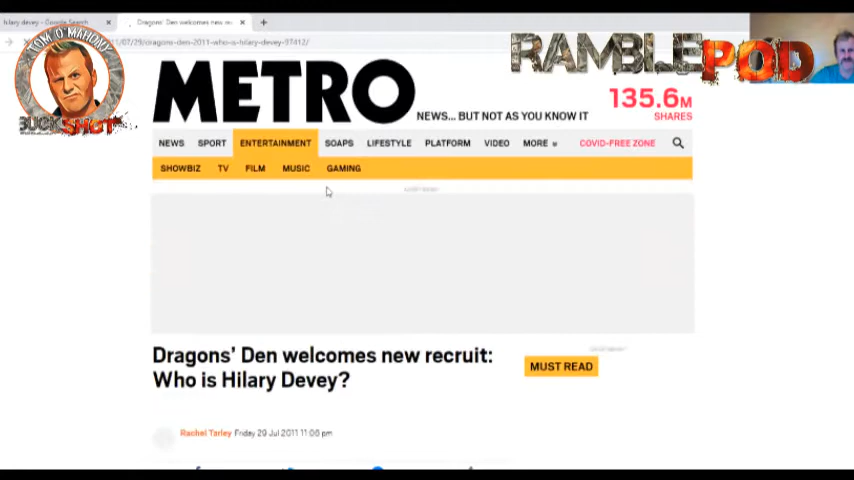 hilary devey - Google Search
Dragons' Den welcomes new re
11/07/29/dragons-den-2011-who-is-hilary-devey-97412/
TOM O'MAHONY
BUCKSHOT
RAMBLEPOD
METRO
NEWS... BUT NOT AS YOU KNOW IT
135.6M
SHARES
NEWS SPORT ENTERTAINMENT SOAPS LIFESTYLE PLATFORM VIDEO MORE COVID-FREE ZONE
SHOWBIZ TV FILM MUSIC GAMING
Dragons' Den welcomes new recruit:
Who is Hilary Devey?
MUST READ
Rachel Tarley Friday 29 Jul 2011 11:06 pm